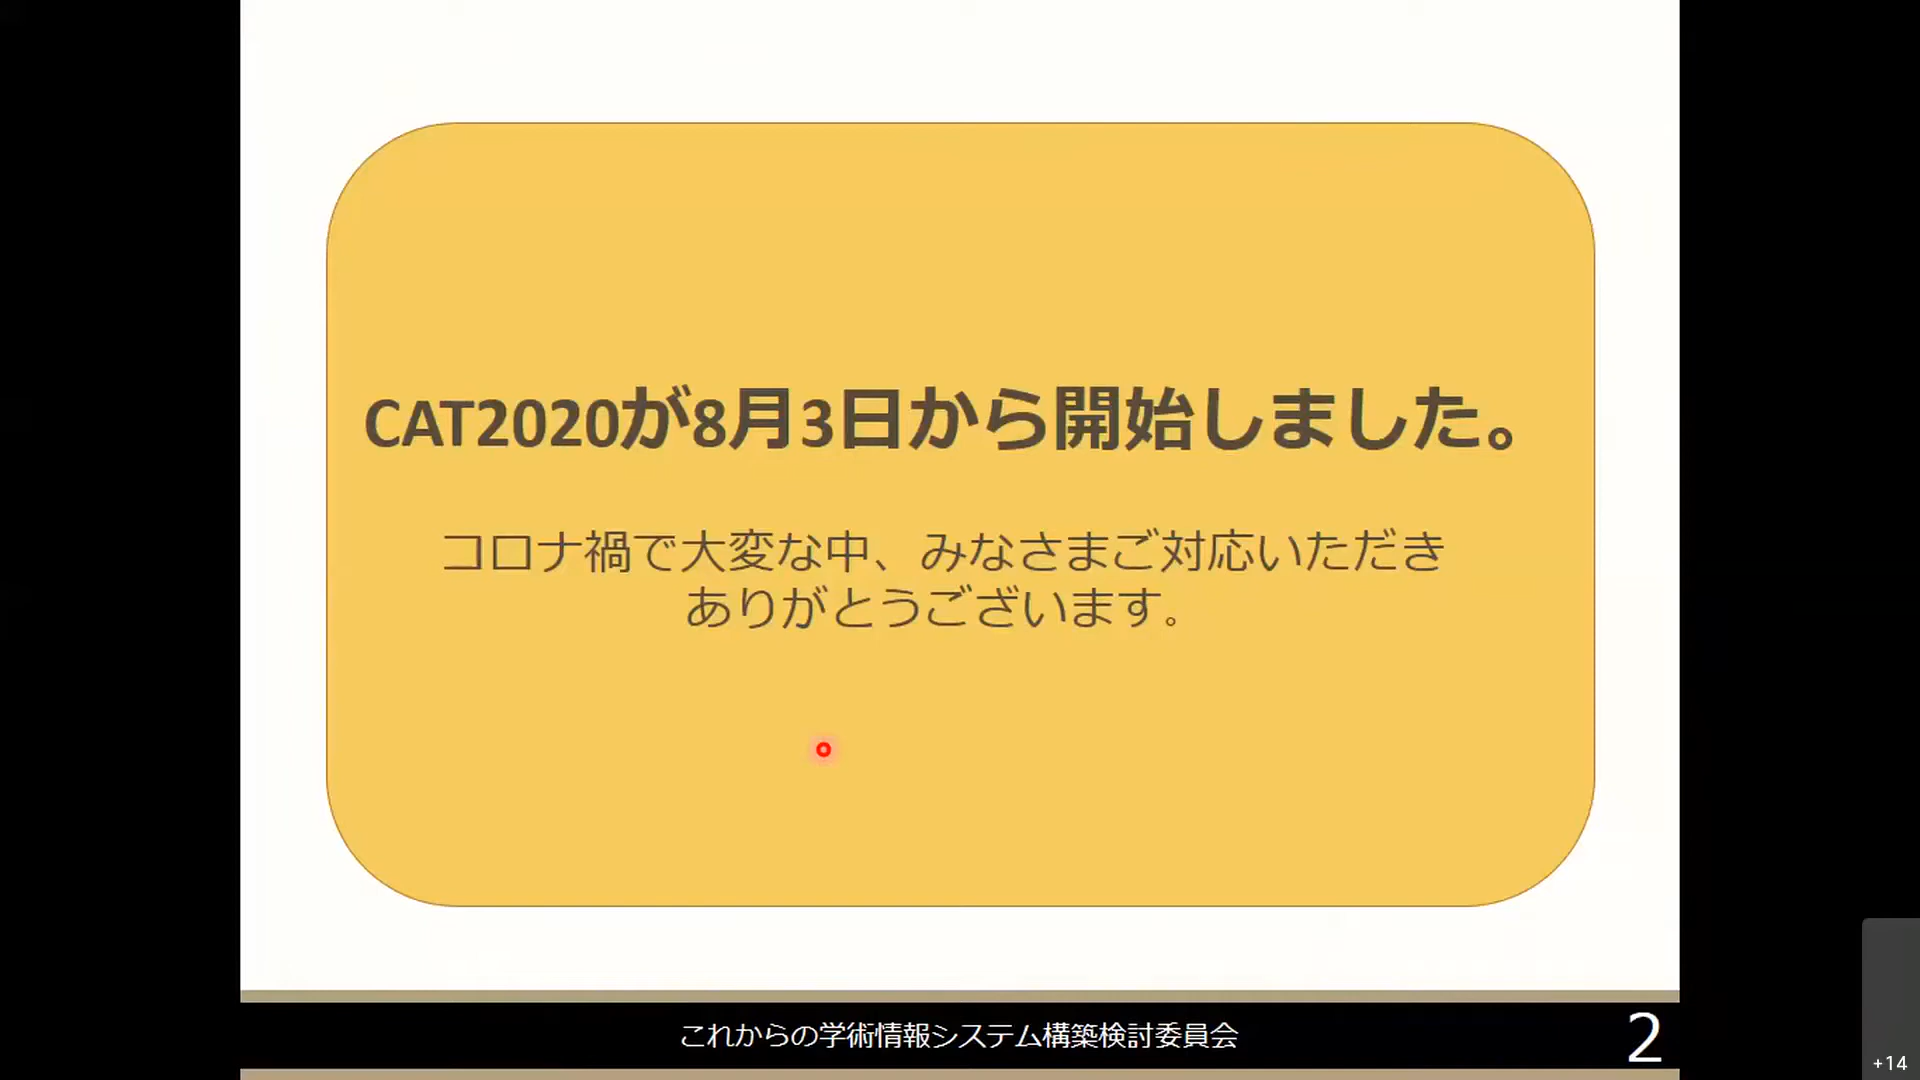 CAT2020が8月3日から開始しました。
コロナ禍で大変な中、みなさまご対応いただき
ありがとうございます。
これからの学術情報システム構築検討委員会
2
+14